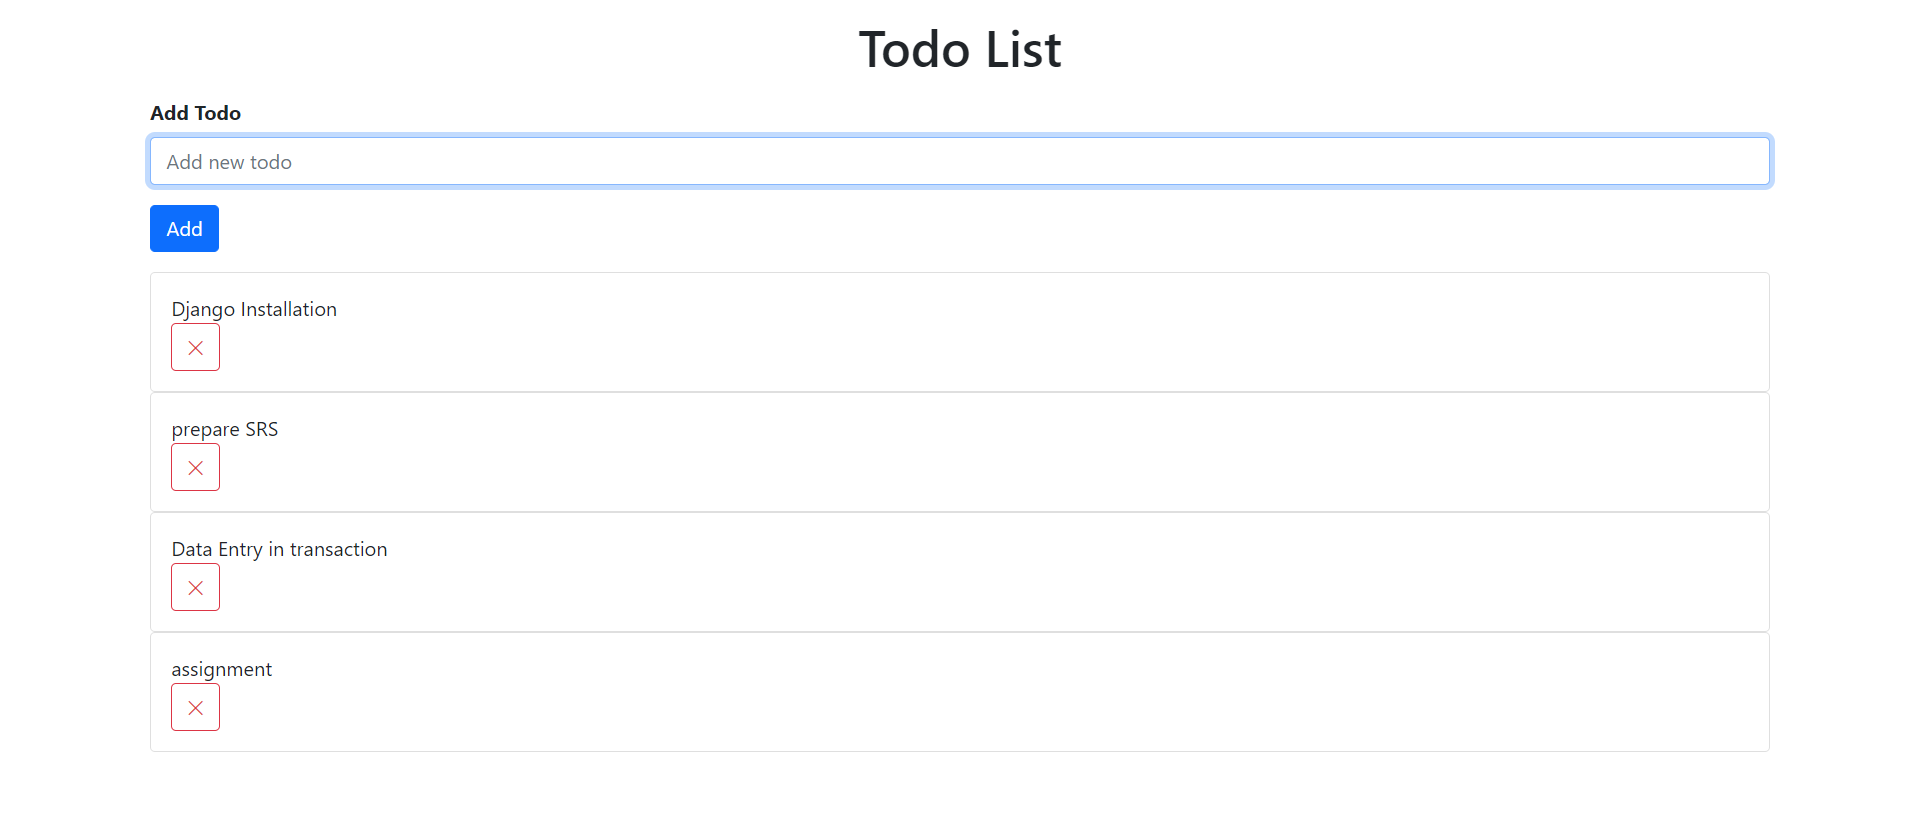 Todo List
Add Todo
Add new todo
Add
Django Installation
prepare SRS
Data Entry in transaction
assignment